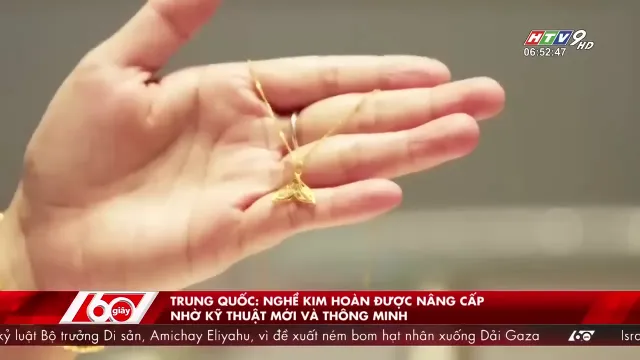 HTV9HD
06:52:47
60 giây
TRUNG QUỐC: NGHỀ KIM HOÀN ĐƯỢC NÂNG CẤP
NHỜ KỸ THUẬT MỚI VÀ THÔNG MINH
kỷ luật Bộ trưởng Di sản, Amichay Eliyahu, vì đề xuất ném bom hạt nhân xuống Dải Gaza 60s Isra